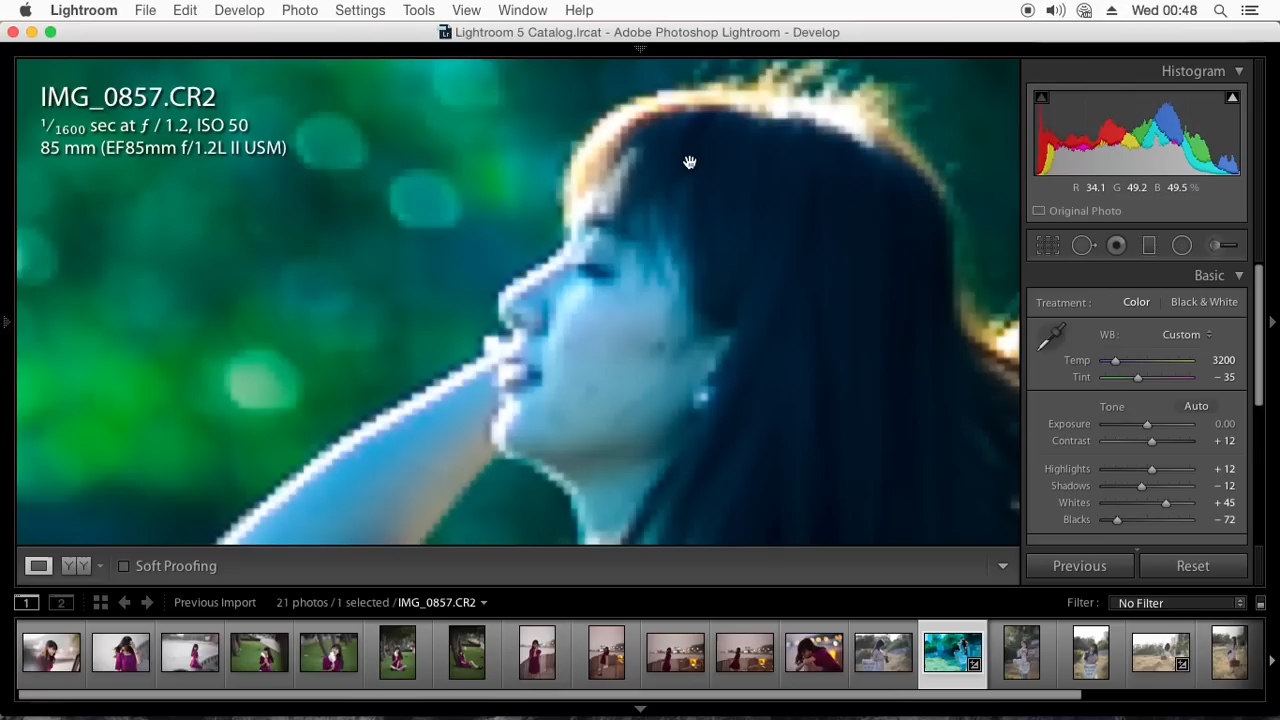 Lightroom File Edit Develop Photo Settings Tools View Window Help Wed 00:48
Lr Lightroom 5 Catalog.lrcat - Adobe Photoshop Lightroom - Develop
IMG_0857.CR2
1/1600 sec at ƒ / 1.2, ISO 50
85 mm (EF85mm f/1.2L II USM)
Histogram
R 34.1 G 49.2 B 49.5 %
Original Photo
Basic
Treatment : Color Black & White
WB: Custom
Temp 3200
Tint − 35
Tone Auto
Exposure 0.00
Contrast + 12
Highlights + 12
Shadows − 12
Whites + 45
Blacks − 72
YY Soft Proofing
Previous Reset
1 2 Previous Import 21 photos / 1 selected / IMG_0857.CR2 Filter : No Filter